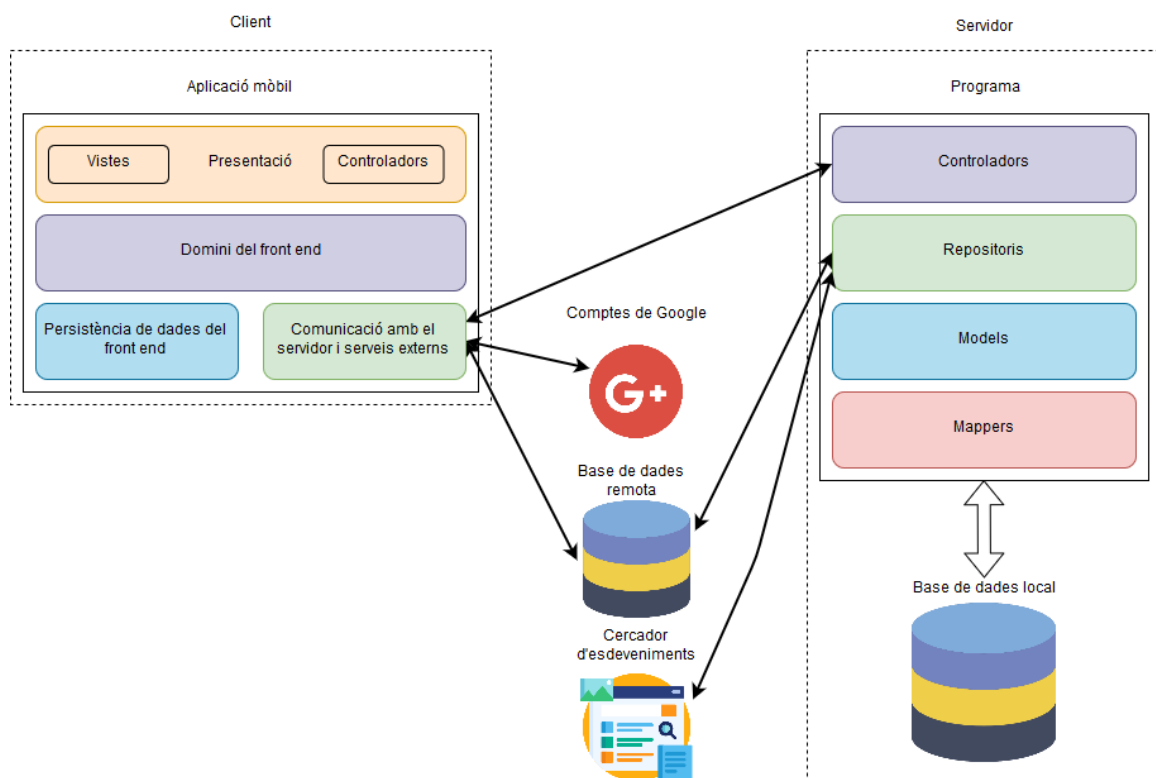 Client
Aplicació mòbil
Vistes
Presentació
Controladors
Domini del front end
Persistència de dades del
front end
Comunicació amb el
servidor i serveis externs
Comptes de Google
G+
Base de dades
remota
Cercador
d'esdeveniments
Servidor
Programa
Controladors
Repositoris
Models
Mappers
Base de dades local